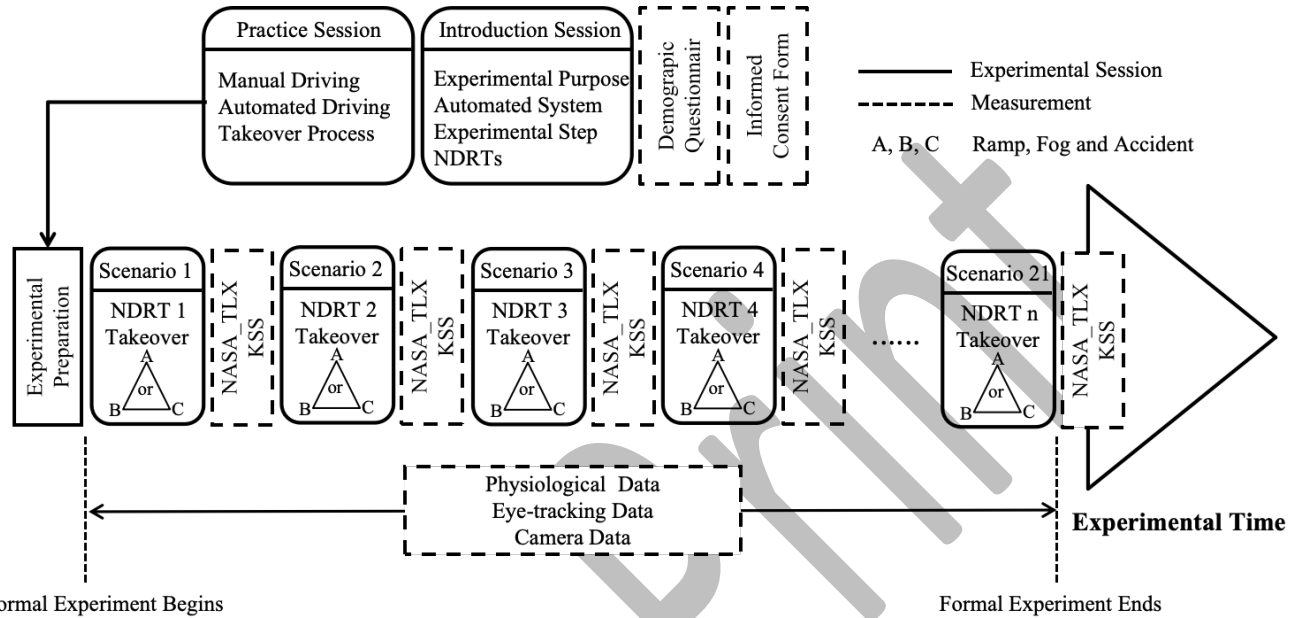 Practice Session
Manual Driving
Automated Driving
Takeover Process
Introduction Session
Experimental Purpose
Automated System
Experimental Step
NDRTs
Demograpic
Questionnair
Informed
Consent Form
Experimental Session
Measurement
A, B, C Ramp, Fog and Accident
Experimental
Preparation
Scenario 1
NDRT 1
Takeover
A
or
B C
NASA_TLX
KSS
Scenario 2
NDRT 2
Takeover
A
or
B C
NASA_TLX
KSS
Scenario 3
NDRT 3
Takeover
A
or
B C
NASA_TLX
KSS
Scenario 4
NDRT 4
Takeover
A
or
B C
NASA_TLX
KSS
......
Scenario 21
NDRT n
Takeover
A
or
B C
NASA_TLX
KSS
Physiological Data
Eye-tracking Data
Camera Data
Experimental Time
ormal Experiment Begins
Formal Experiment Ends
rint